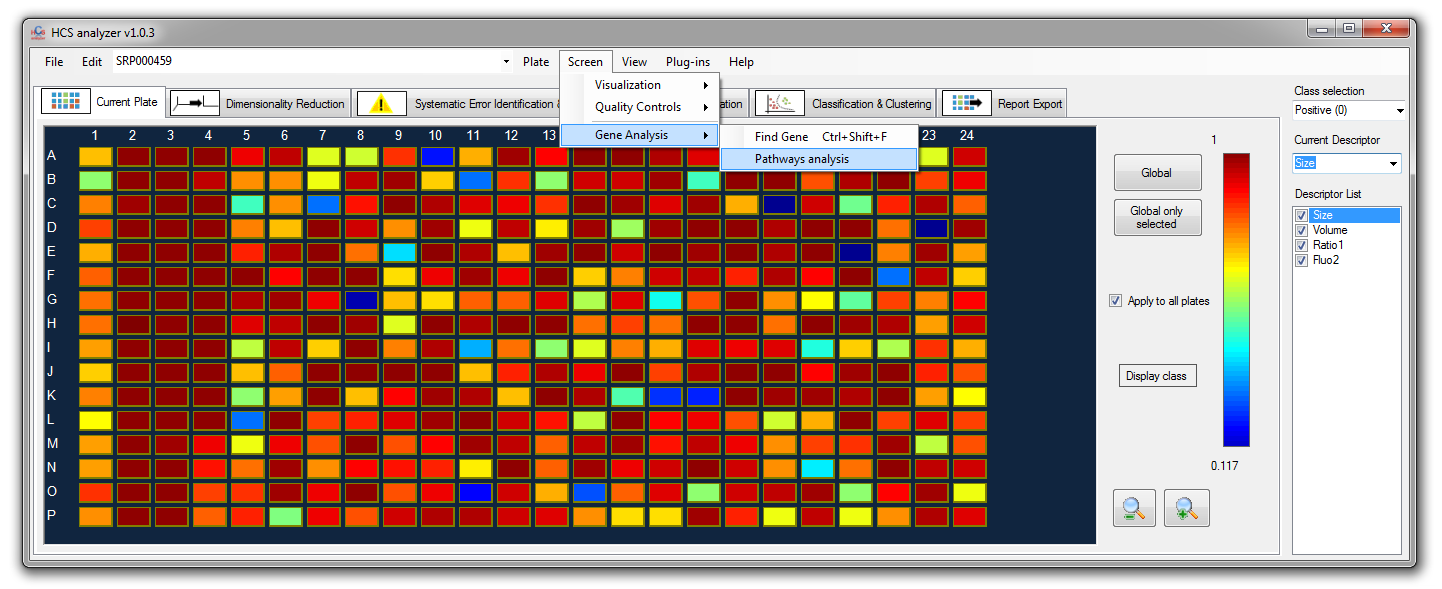 HCS analyzer v1.0.3
File Edit SRP000459 Plate Screen View Plug-ins Help
Visualization
Quality Controls
Gene Analysis
Find Gene Ctrl+Shift+F
Pathways analysis
Current Plate Dimensionality Reduction Systematic Error Identification & Classification & Clustering Report Export
1 2 3 4 5 6 7 8 9 10 11 12 13 23 24
A
B
C
D
E
F
G
H
I
J
K
L
M
N
O
P
Global
Global only
selected
Apply to all plates
Display class
1
0.117
Class selection
Positive (0)
Current Descriptor
Size
Descriptor List
Size
Volume
Ratio1
Fluo2